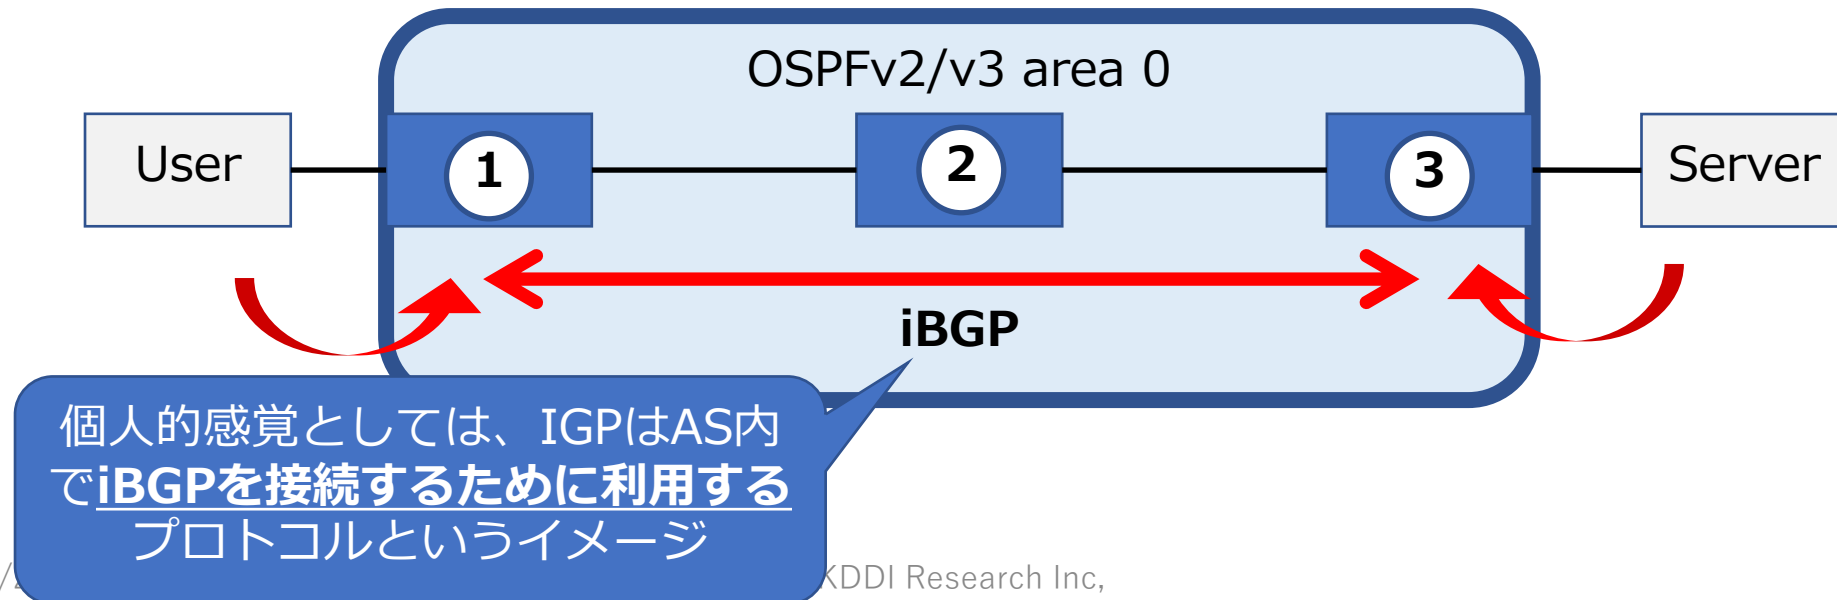 OSPFv2/v3 area 0
User
1
2
3
Server
iBGP
個人的感覚としては、IGPはAS内
でiBGPを接続するために利用する
プロトコルというイメージ
KDDI Research Inc,